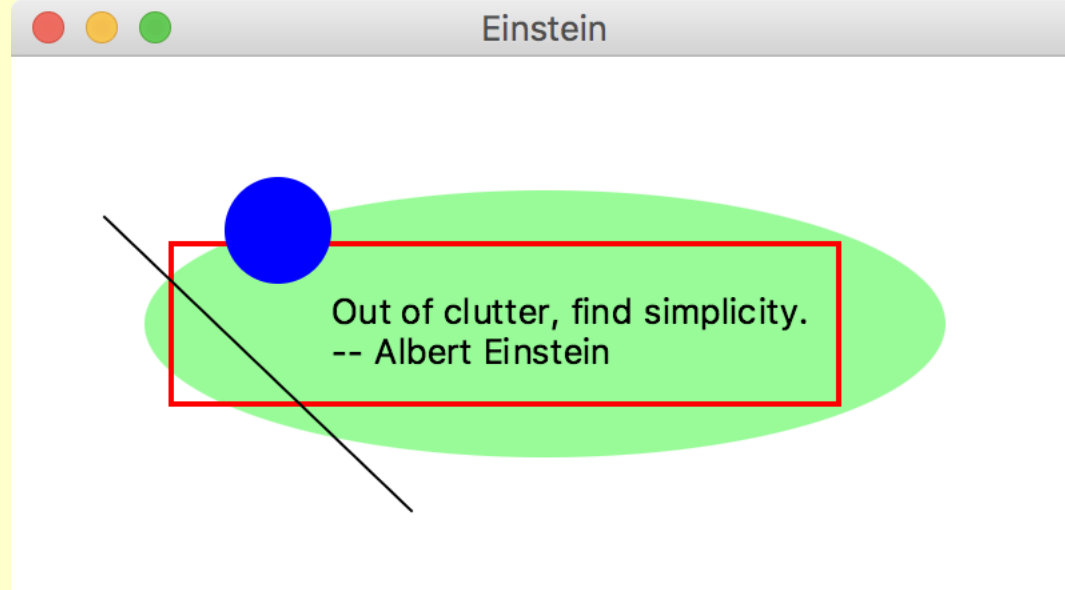 Einstein
Out of clutter, find simplicity.
-- Albert Einstein